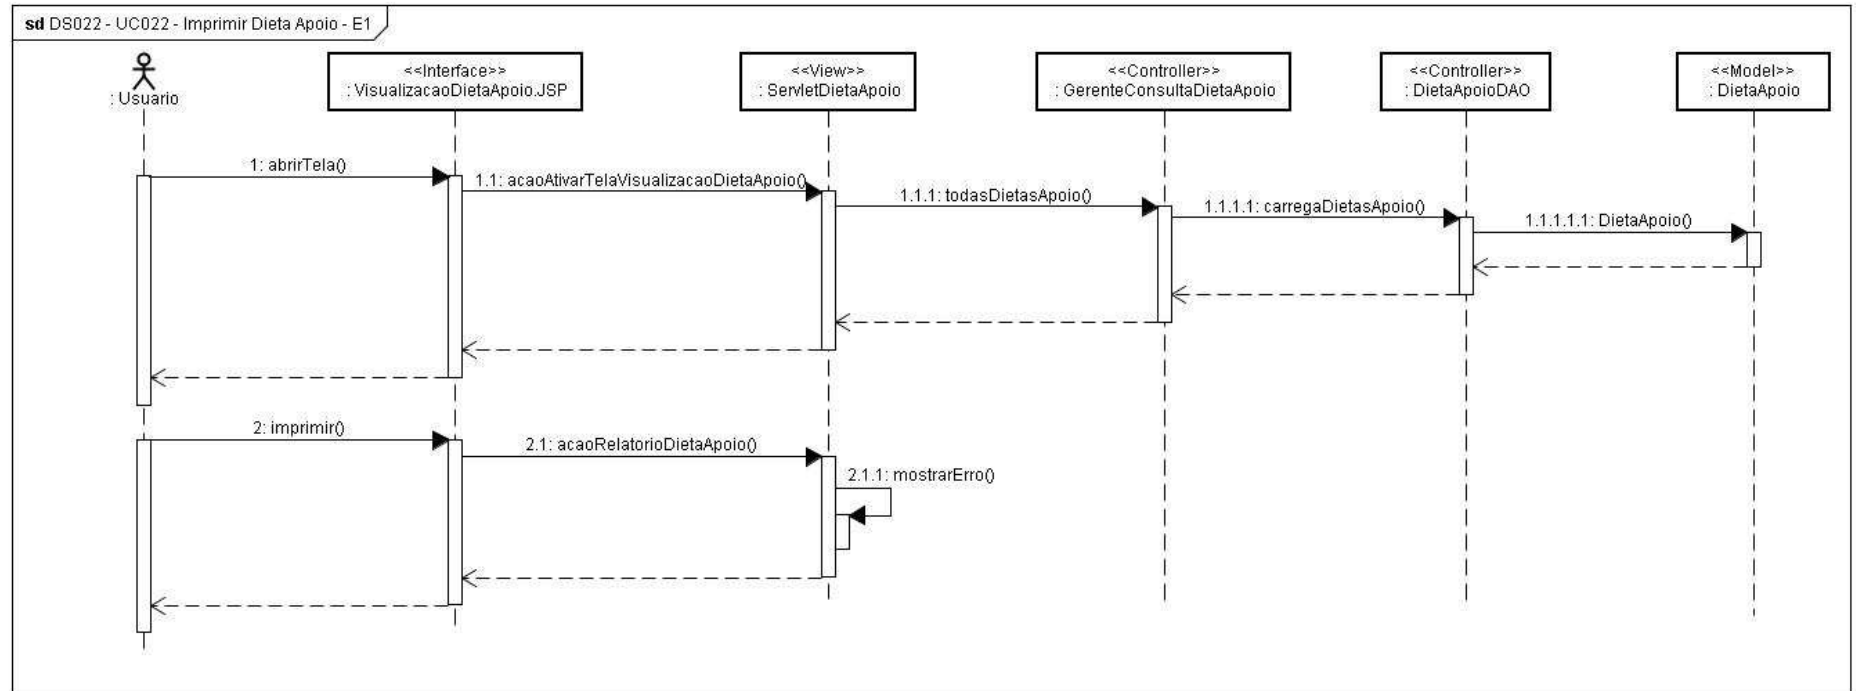 sd DS022 - UC022 - Imprimir Dieta Apoio - E1
: Usuario
<<Interface>>
: VisualizacaoDietaApoio.JSP
<<View>>
: ServletDietaApoio
<<Controller>>
: GerenteConsultaDietaApoio
<<Controller>>
: DietaApoioDAO
<<Model>>
: DietaApoio
1: abrirTela()
1.1: acaoAtivarTelaVisualizacaoDietaApoio()
1.1.1: todasDietasApoio()
1.1.1.1: carregaDietasApoio()
1.1.1.1.1: DietaApoio()
2: imprimir()
2.1: acaoRelatorioDietaApoio()
2.1.1: mostrarErro()